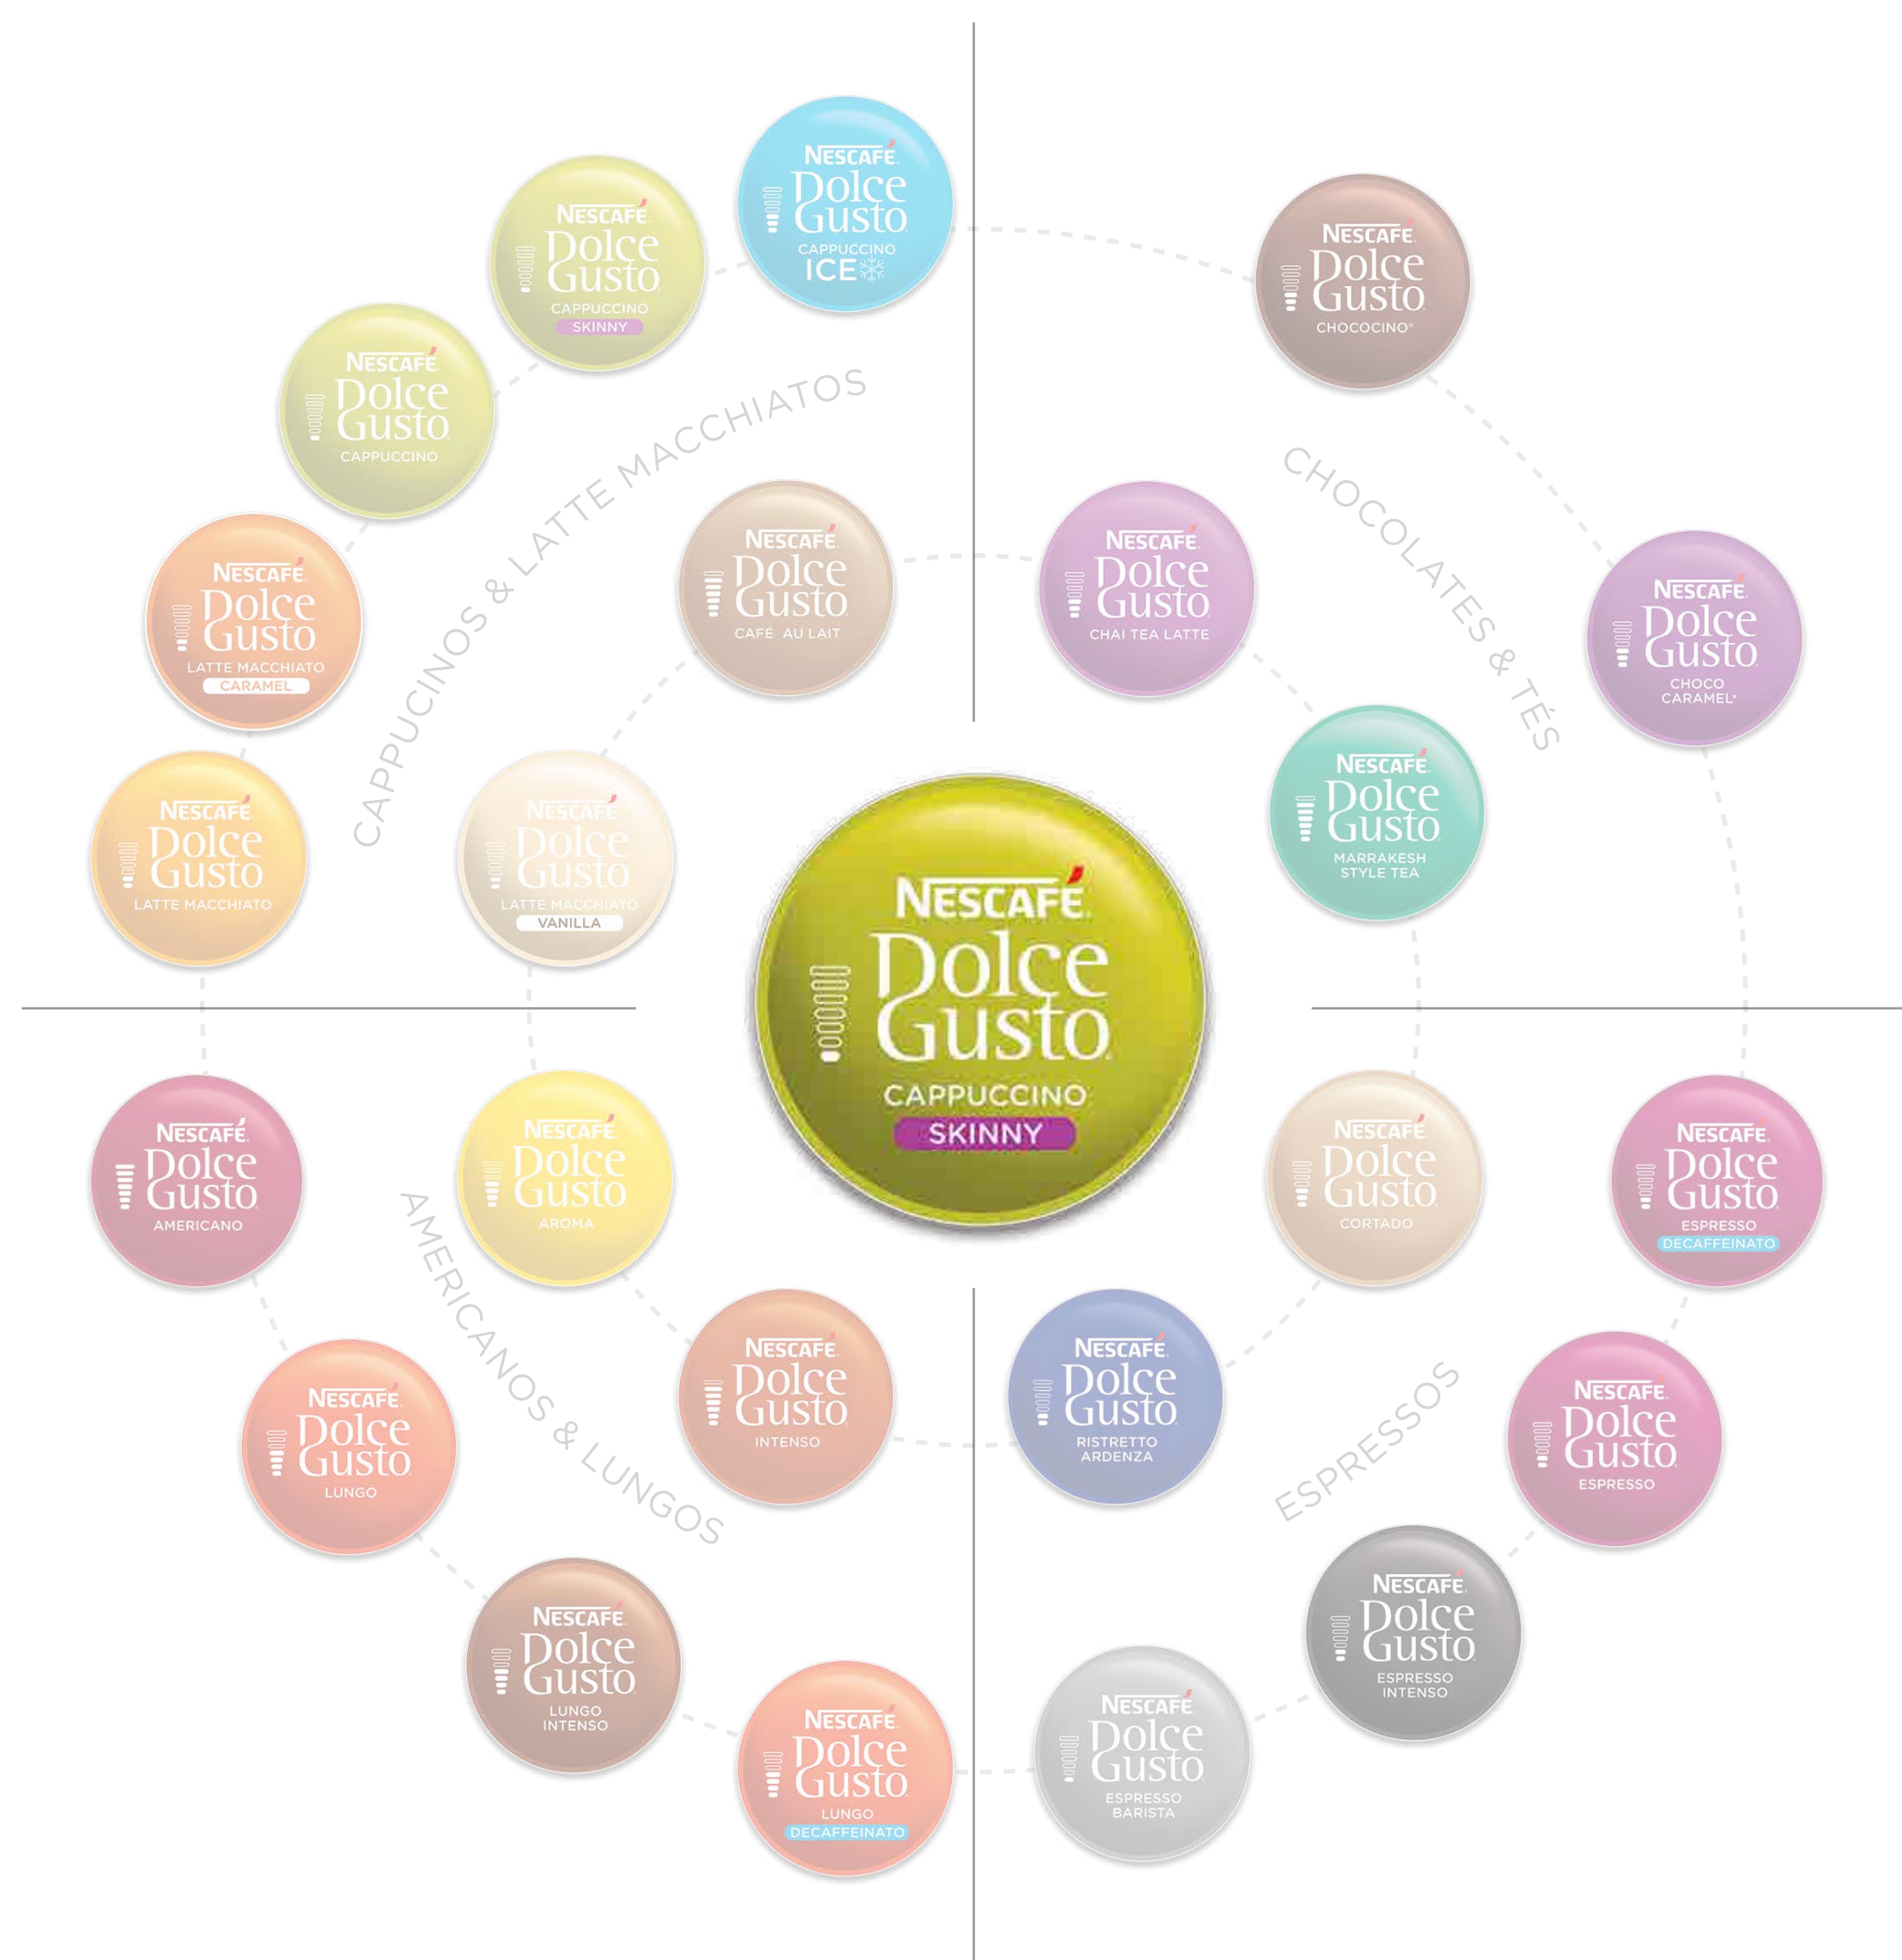 NESCAFÉ.
Dolce
Gusto
CAPPUCCINO
ICE
NESCAFÉ.
Dolce
Gusto
CAPPUCCINO
SKINNY
NESCAFÉ.
Dolce
Gusto
CAPPUCCINO
NESCAFÉ.
Dolce
Gusto
LATTE MACCHIATO
CARAMEL
NESCAFÉ.
Dolce
Gusto
LATTE MACCHIATO
CAPPUCINOS & LATTE MACCHIATOS
NESCAFÉ.
Dolce
Gusto
CAFÉ AU LAIT
NESCAFÉ.
Dolce
Gusto
LATTE MACCHIATO
VANILLA
NESCAFÉ.
Dolce
Gusto
CHOCOCINO®
CHOCOLATES & TÉS
NESCAFÉ.
Dolce
Gusto
CHAI TEA LATTE
NESCAFÉ.
Dolce
Gusto
CHOCO
CARAMEL®
NESCAFÉ.
Dolce
Gusto
MARRAKESH
STYLE TEA
NESCAFÉ.
Dolce
Gusto
CAPPUCCINO
SKINNY
NESCAFÉ.
Dolce
Gusto
AMERICANO
NESCAFÉ.
Dolce
Gusto
AROMA
AMERICANOS & LUNGOS
NESCAFÉ.
Dolce
Gusto
INTENSO
NESCAFÉ.
Dolce
Gusto
LUNGO
NESCAFÉ.
Dolce
Gusto
LUNGO
INTENSO
NESCAFÉ.
Dolce
Gusto
LUNGO
DECAFFEINATO
NESCAFÉ.
Dolce
Gusto
CORTADO
NESCAFÉ.
Dolce
Gusto
ESPRESSO
DECAFFEINATO
NESCAFÉ.
Dolce
Gusto
RISTRETTO
ARDENZA
ESPRESSOS
NESCAFÉ.
Dolce
Gusto
ESPRESSO
NESCAFÉ.
Dolce
Gusto
ESPRESSO
INTENSO
NESCAFÉ.
Dolce
Gusto
ESPRESSO
BARISTA